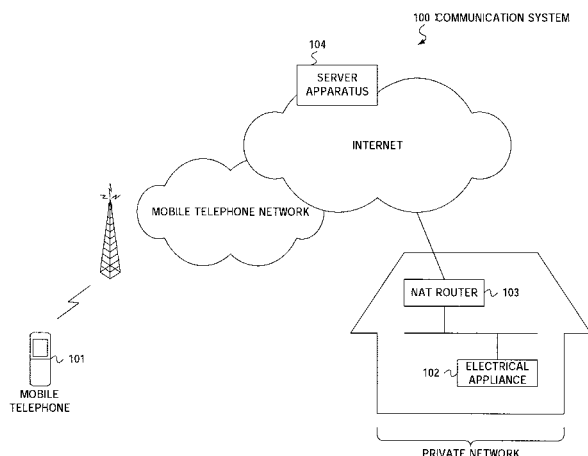 100 :COMMUNICATION SYSTEM
104
SERVER
APPARATUS
INTERNET
MOBILE TELEPHONE NETWORK
NAT ROUTER
103
101
MOBILE
TELEPHONE
102
ELECTRICAL
APPLIANCE
PRIVATE NETWORK